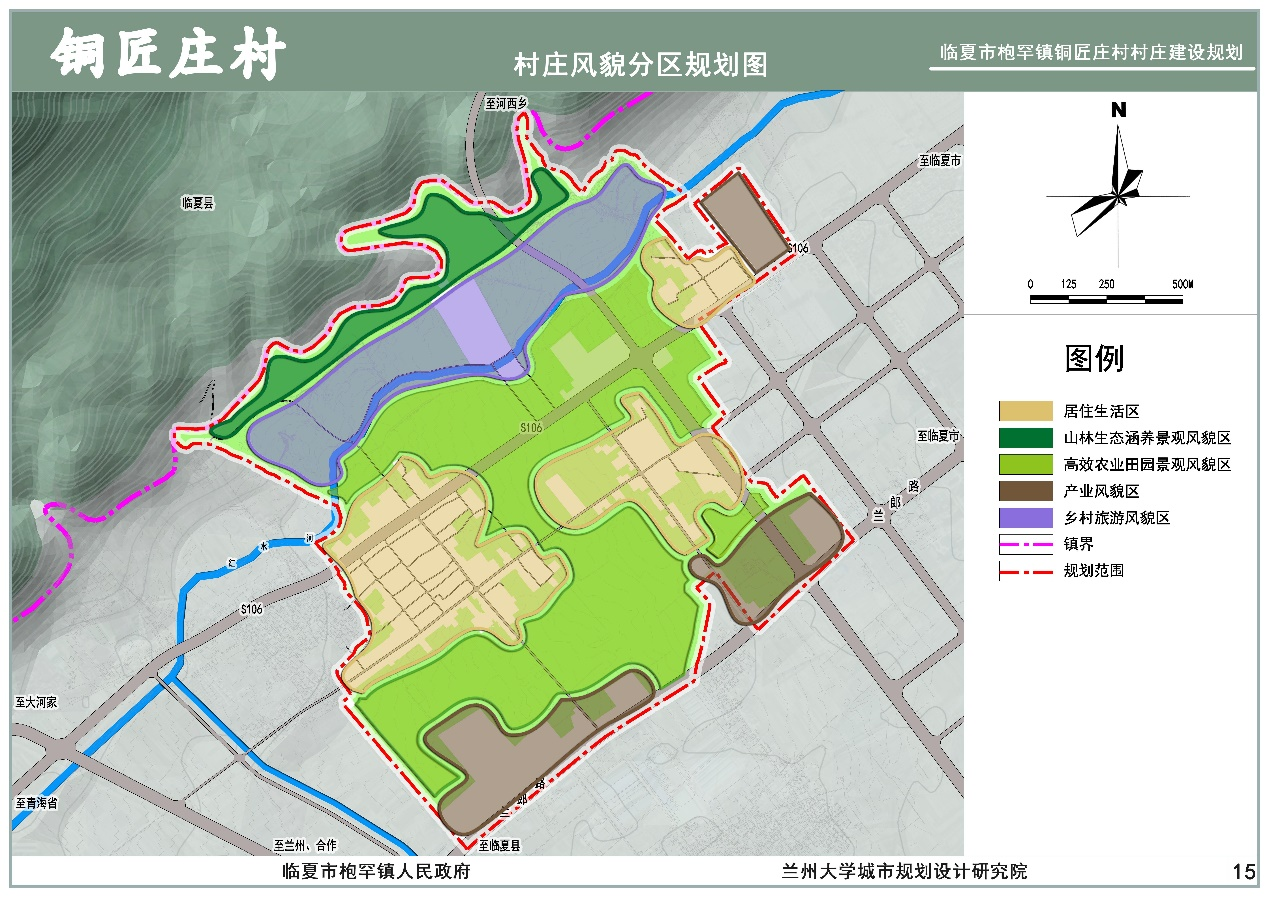 铜匠庄村
村庄风貌分区规划图
临夏市枹罕镇铜匠庄村村庄建设规划
至河西乡
临夏县
至临夏市
S106
N
0 125 250 500M
图例
居住生活区
山林生态涵养景观风貌区
高效农业田园景观风貌区
产业风貌区
乡村旅游风貌区
镇界
规划范围
S106
至临夏市
兰郎路
江水河
S106
至大河家
至青海省
兰郎路
至兰州、合作
至临夏县
临夏市枹罕镇人民政府
兰州大学城市规划设计研究院
15